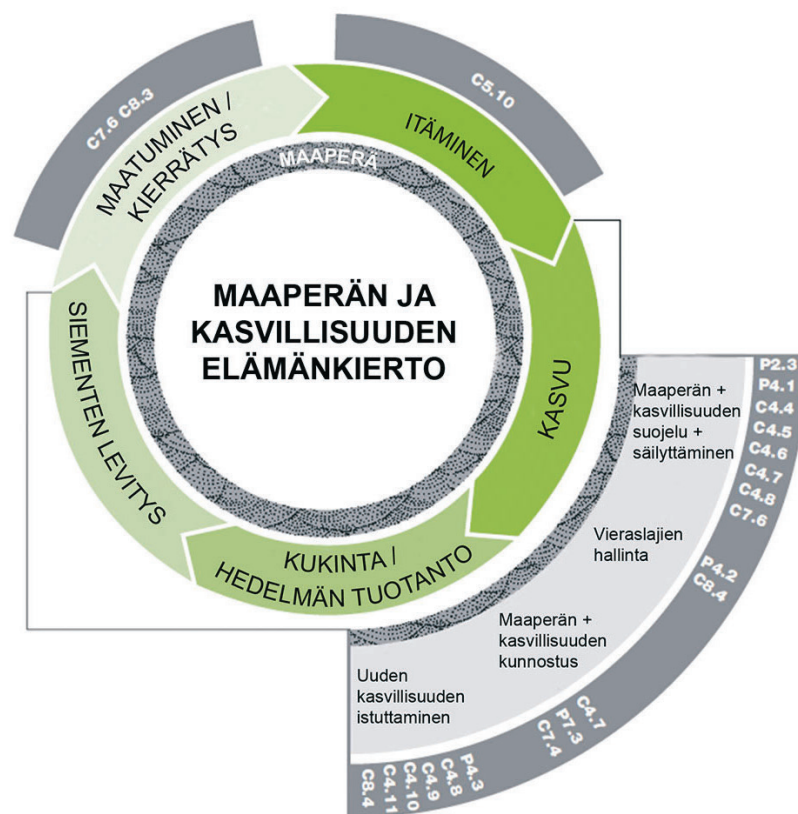 C7.6 C8.3
C5.10
MAATUMINEN /
KIERRÄTYS
ITÄMINEN
MAAPERÄ
MAAPERÄN JA
KASVILLISUUDEN
ELÄMÄNKIERTO
SIEMENTEN LEVITYS
KASVU
KUKINTA /
HEDELMÄN TUOTANTO
Maaperän +
kasvillisuuden
suojelu +
säilyttäminen
P2.3
P4.1
C4.4
C4.5
C4.6
C4.7
C4.8
C7.6
Vieraslajien
hallinta
P4.2
C8.4
Maaperän +
kasvillisuuden
kunnostus
C4.7
P7.3
C7.4
Uuden
kasvillisuuden
istuttaminen
P4.3
C4.8
C4.9
C4.10
C4.11
C8.4